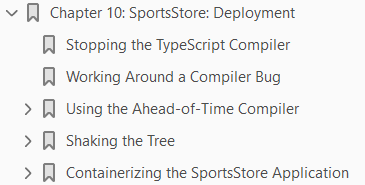 Chapter 10: SportsStore: Deployment
Stopping the TypeScript Compiler
Working Around a Compiler Bug
Using the Ahead-of-Time Compiler
Shaking the Tree
Containerizing the SportsStore Application